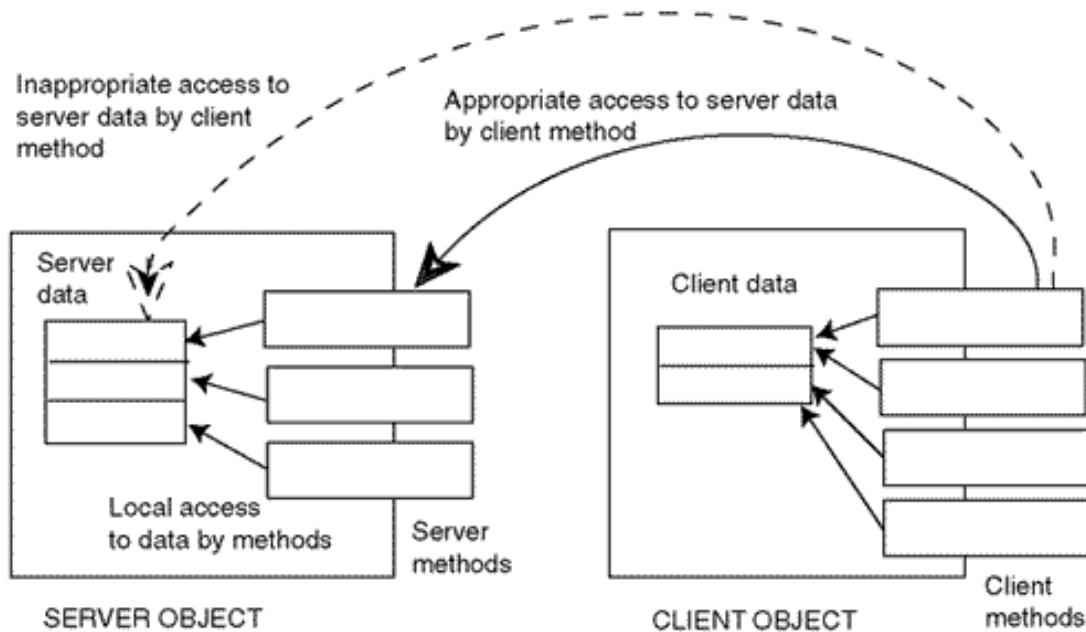 Inappropriate access to
server data by client
method
Appropriate access to server data
by client method
Server
data
Client data
Local access
to data by methods
Server
methods
Client
methods
SERVER OBJECT
CLIENT OBJECT